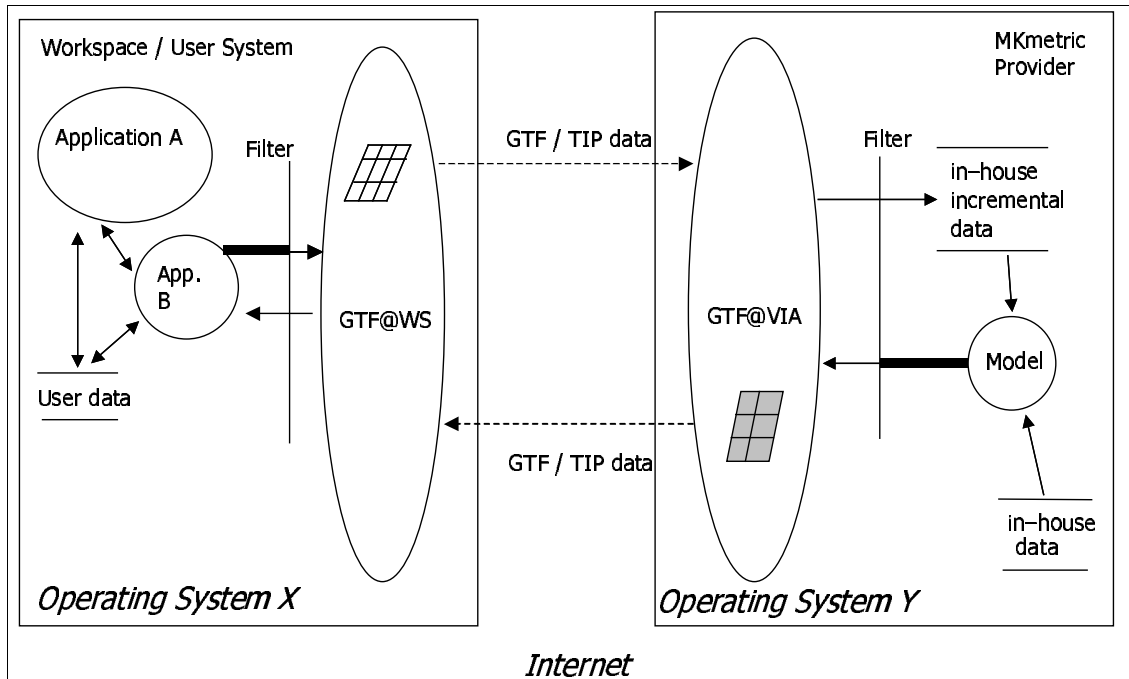 Workspace / User System
MKmetric
Provider
Application A
Filter
GTF / TIP data
Filter
in-house
incremental
data
App.
B
GTF@WS
GTF@VIA
Model
User data
GTF / TIP data
in-house
data
Operating System X
Operating System Y
Internet